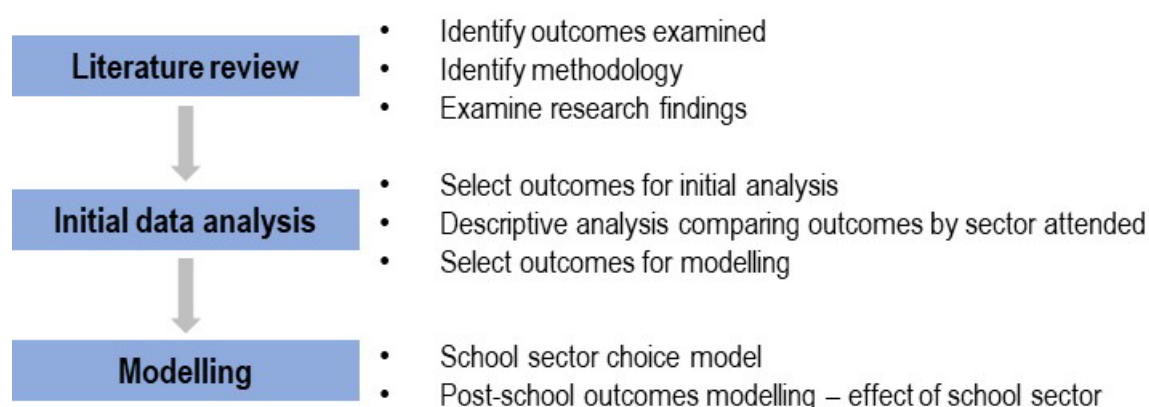 Literature review
• Identify outcomes examined
• Identify methodology
• Examine research findings
Initial data analysis
• Select outcomes for initial analysis
• Descriptive analysis comparing outcomes by sector attended
• Select outcomes for modelling
Modelling
• School sector choice model
• Post-school outcomes modelling – effect of school sector